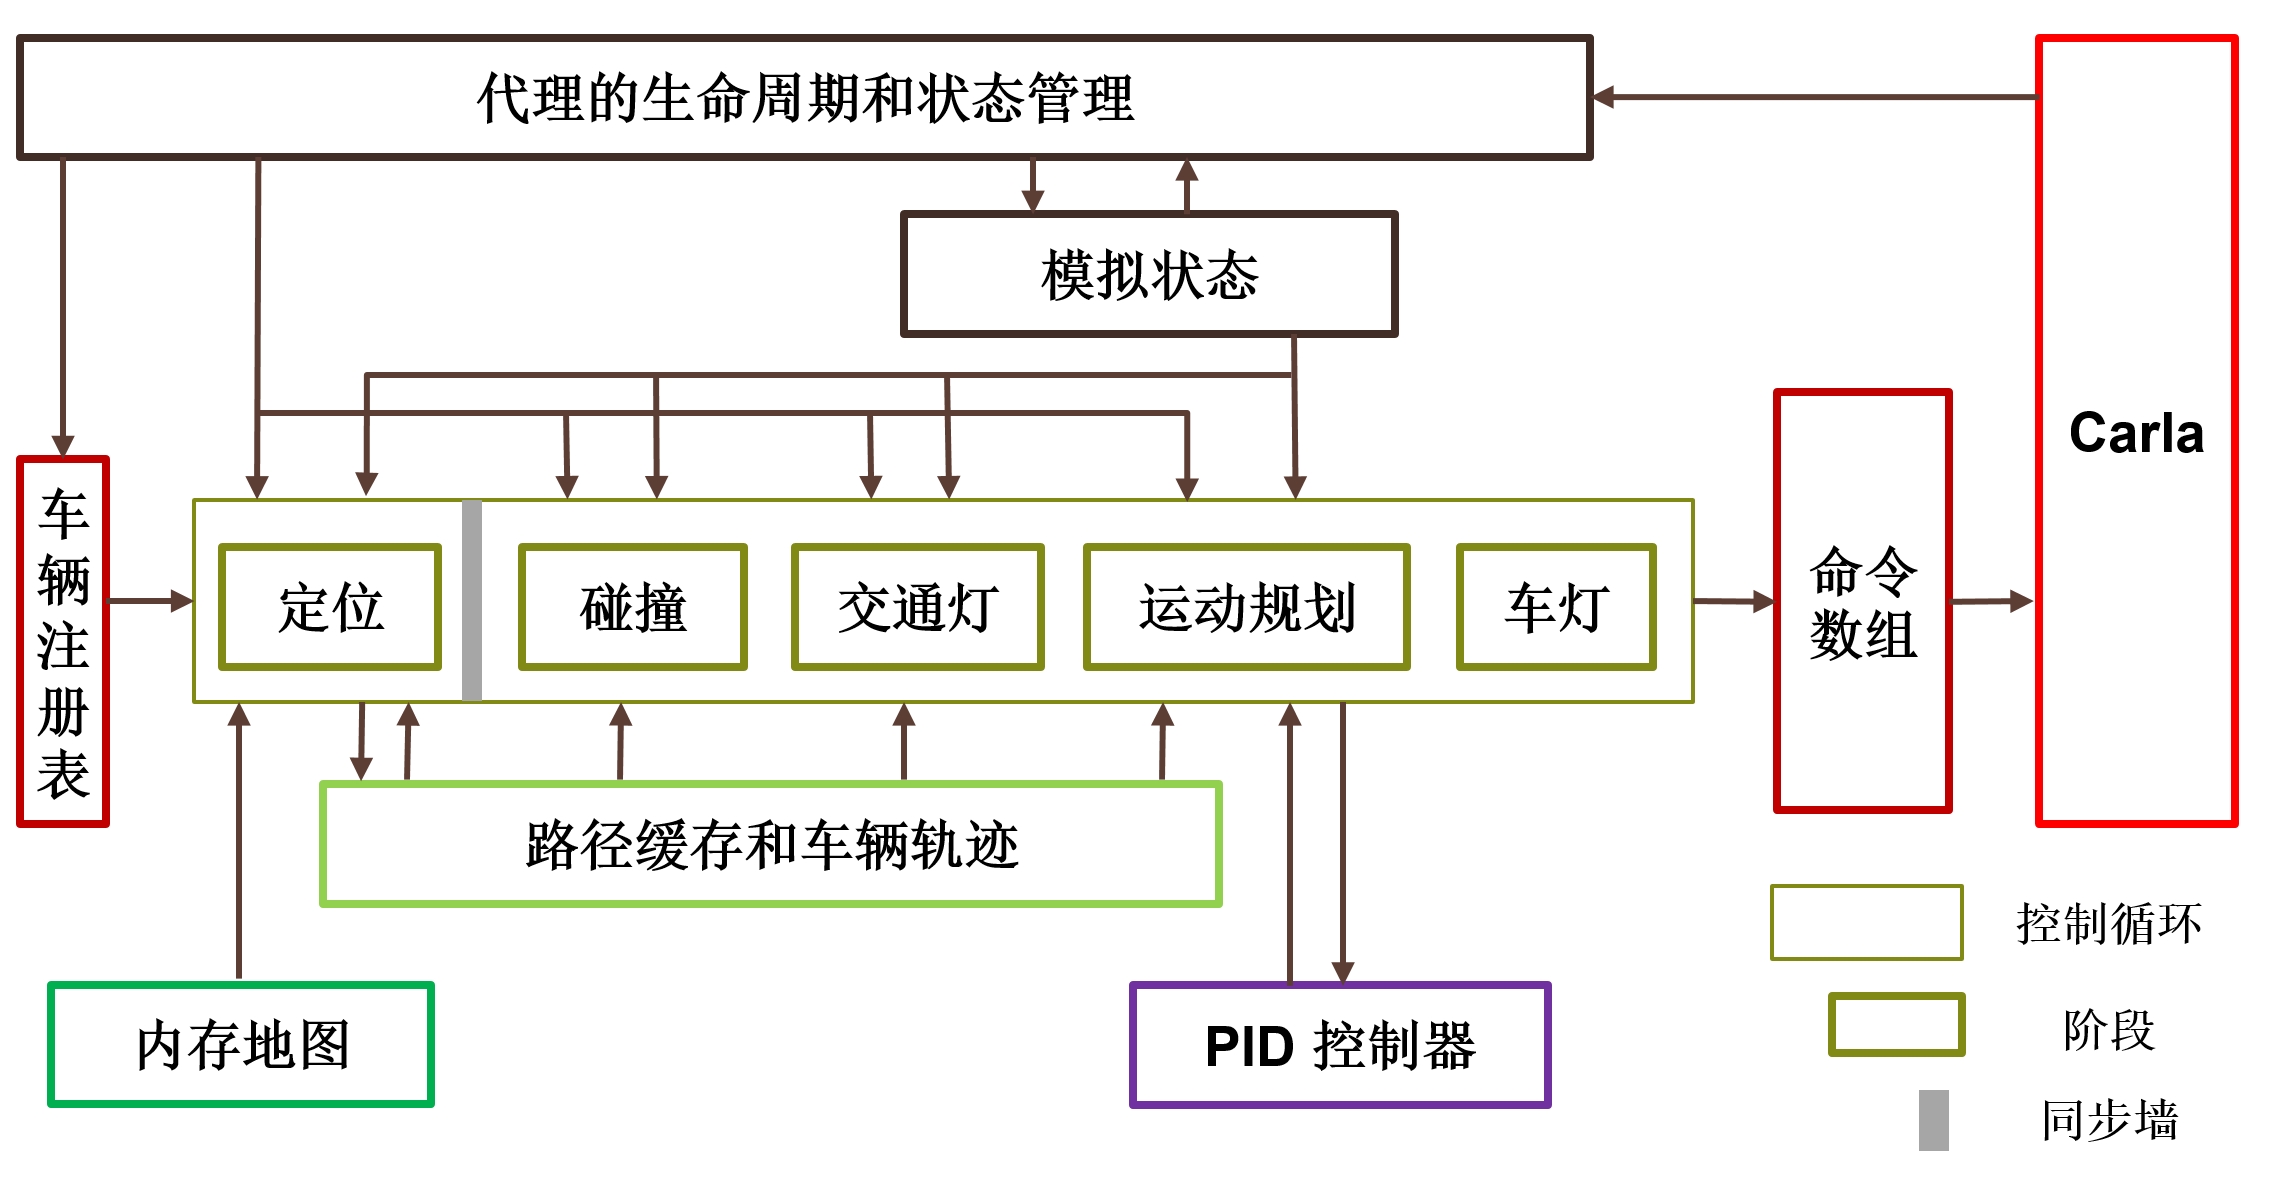 代理的生命周期和状态管理
模拟状态
Carla
车辆注册表
定位
碰撞
交通灯
运动规划
车灯
命令
数组
路径缓存和车辆轨迹
内存地图
PID 控制器
控制循环
阶段
同步墙